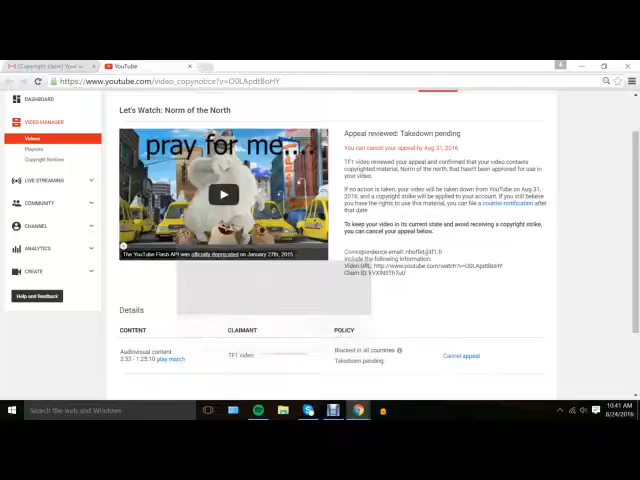 [Copyright claim] Your v
YouTube
https://www.youtube.com/video_copynotice?v=O0LApdtBoHY
DASHBOARD
VIDEO MANAGER
Videos
Playlists
Copyright Notices
LIVE STREAMING
COMMUNITY
CHANNEL
ANALYTICS
CREATE
Help and feedback
Let's Watch: Norm of the North
pray for me....
The YouTube Flash API was officially deprecated on January 27th, 2015
Appeal reviewed: Takedown pending
You can cancel your appeal by Aug 31, 2016
TF1 video reviewed your appeal and confirmed that your video contains
copyrighted material, Norm of the north, that hasn't been approved for use in
your video.
If no action is taken, your video will be taken down from YouTube on Aug 31,
2016, and a copyright strike will be applied to your account. If you still believe
you have the rights to use this material, you can file a counter-notification after
that date
To keep your video in its current state and avoid receiving a copyright strike,
you can cancel your appeal below.
Correspondence email:
Include the following information:
Video URL: http://www.youtube.com/watch?v=O0LApdtBoHY
Claim ID:
Details
CONTENT
CLAIMANT
POLICY
Audiovisual content
2:33 - 1:25:10 play match
TF1 video
Blocked in all countries
Takedown pending
Cancel appeal
Search the web and Windows
10:41 AM
8/24/2016